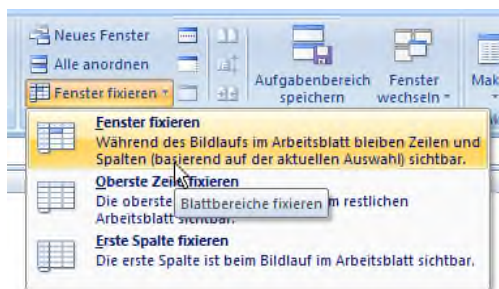 Neues Fenster
Alle anordnen
Fenster fixieren
Aufgabenbereich
speichern
Fenster
wechseln
Mak
Fenster fixieren
Während des Bildlaufs im Arbeitsblatt bleiben Zeilen und
Spalten (basierend auf der aktuellen Auswahl) sichtbar.
Oberste Zeile fixieren
Die oberste
restlichen
Blattbereiche fixieren
Arbeitsblatt sichtbar.
Erste Spalte fixieren
Die erste Spalte ist beim Bildlauf im Arbeitsblatt sichtbar.